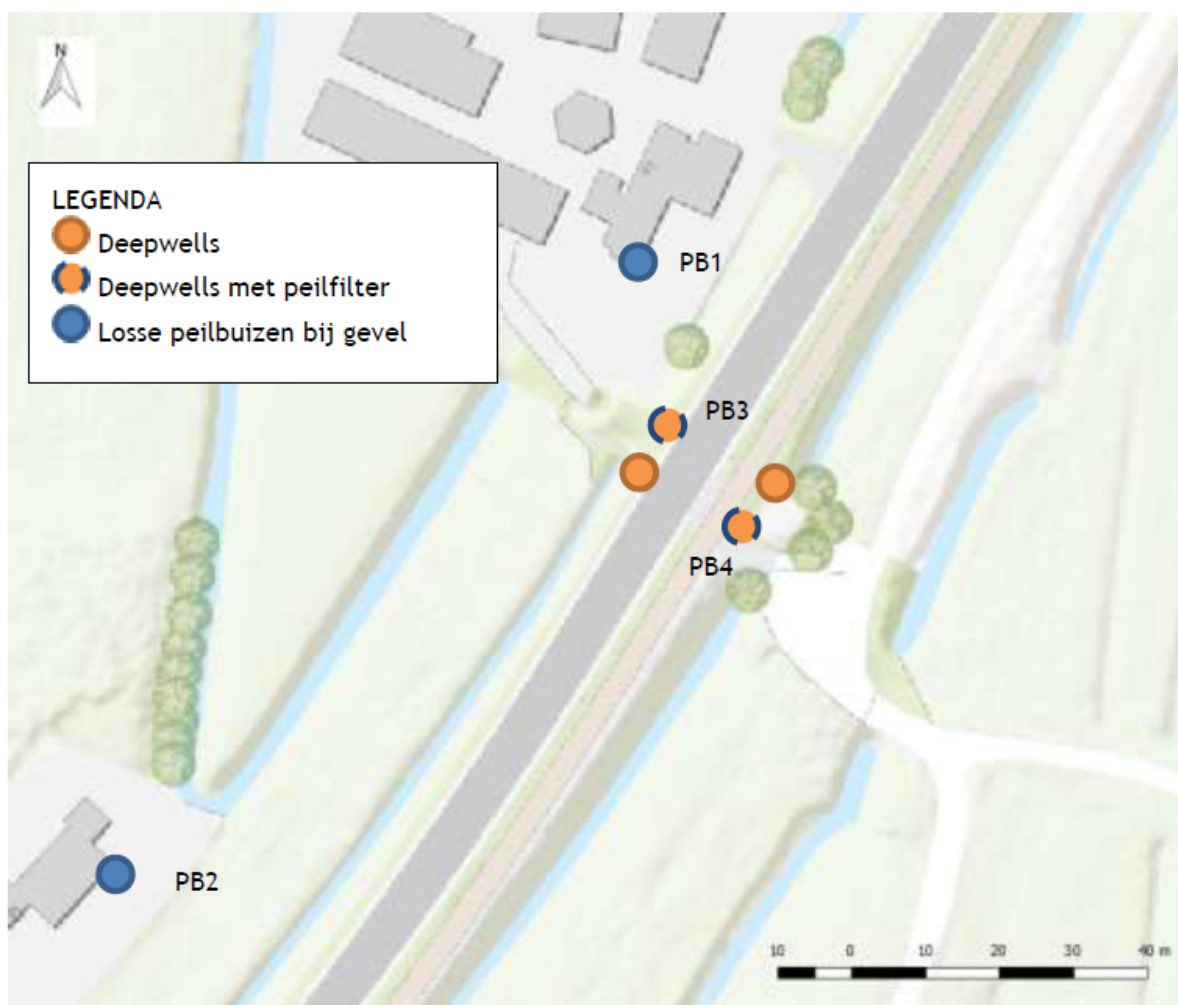 N
LEGENDA
Deepwells
Deepwells met peilfilter
Losse peilbuizen bij gevel
PB1
PB3
PB4
PB2
10 0 10 20 30 40 m